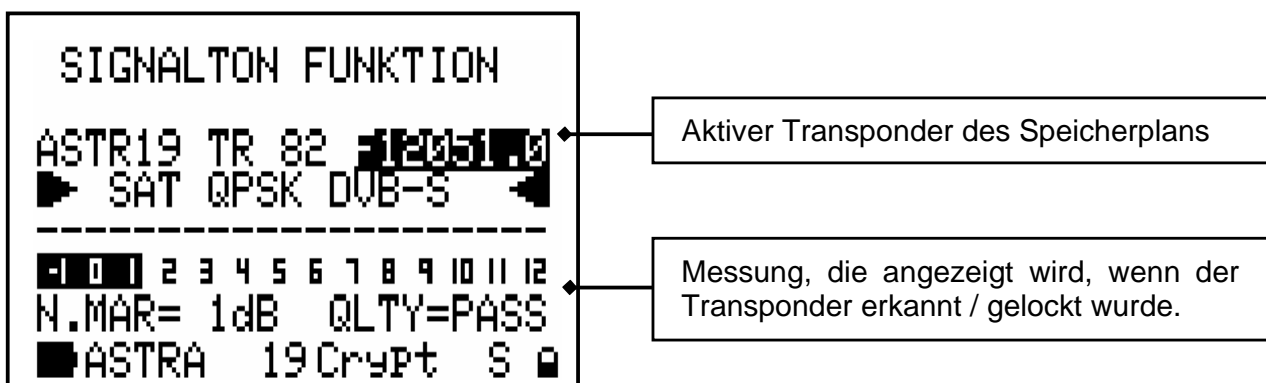 SIGNALTON FUNKTION
ASTR19 TR 82 =12051.0
SAT QPSK DVB-S
----------------------
-1 0 1 2 3 4 5 6 7 8 9 10 11 12
N.MAR= 1dB QLTY=PASS
ASTRA 19 Crypt S
Aktiver Transponder des Speicherplans
Messung, die angezeigt wird, wenn der
Transponder erkannt / gelockt wurde.